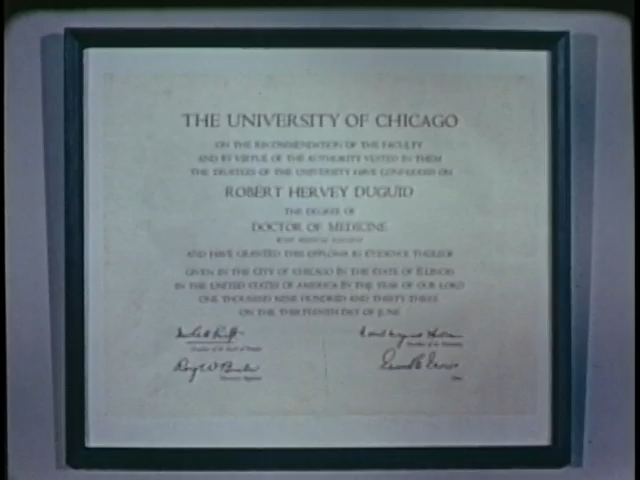 THE UNIVERSITY OF CHICAGO
ON THE RECOMMENDATION OF THE FACULTY
AND BY VIRTUE OF THE AUTHORITY VESTED IN THEM
THE TRUSTEES OF THE UNIVERSITY HAVE CONFERRED ON
ROBERT HERVEY DUGUID
THE DEGREE OF
DOCTOR OF MEDICINE
AND HAVE GRANTED THIS DIPLOMA AS EVIDENCE THEREOF
GIVEN IN THE CITY OF CHICAGO IN THE STATE OF ILLINOIS
IN THE UNITED STATES OF AMERICA IN THE YEAR OF OUR LORD
ONE THOUSAND NINE HUNDRED AND THIRTY THREE
ON THE THIRTEENTH DAY OF JUNE